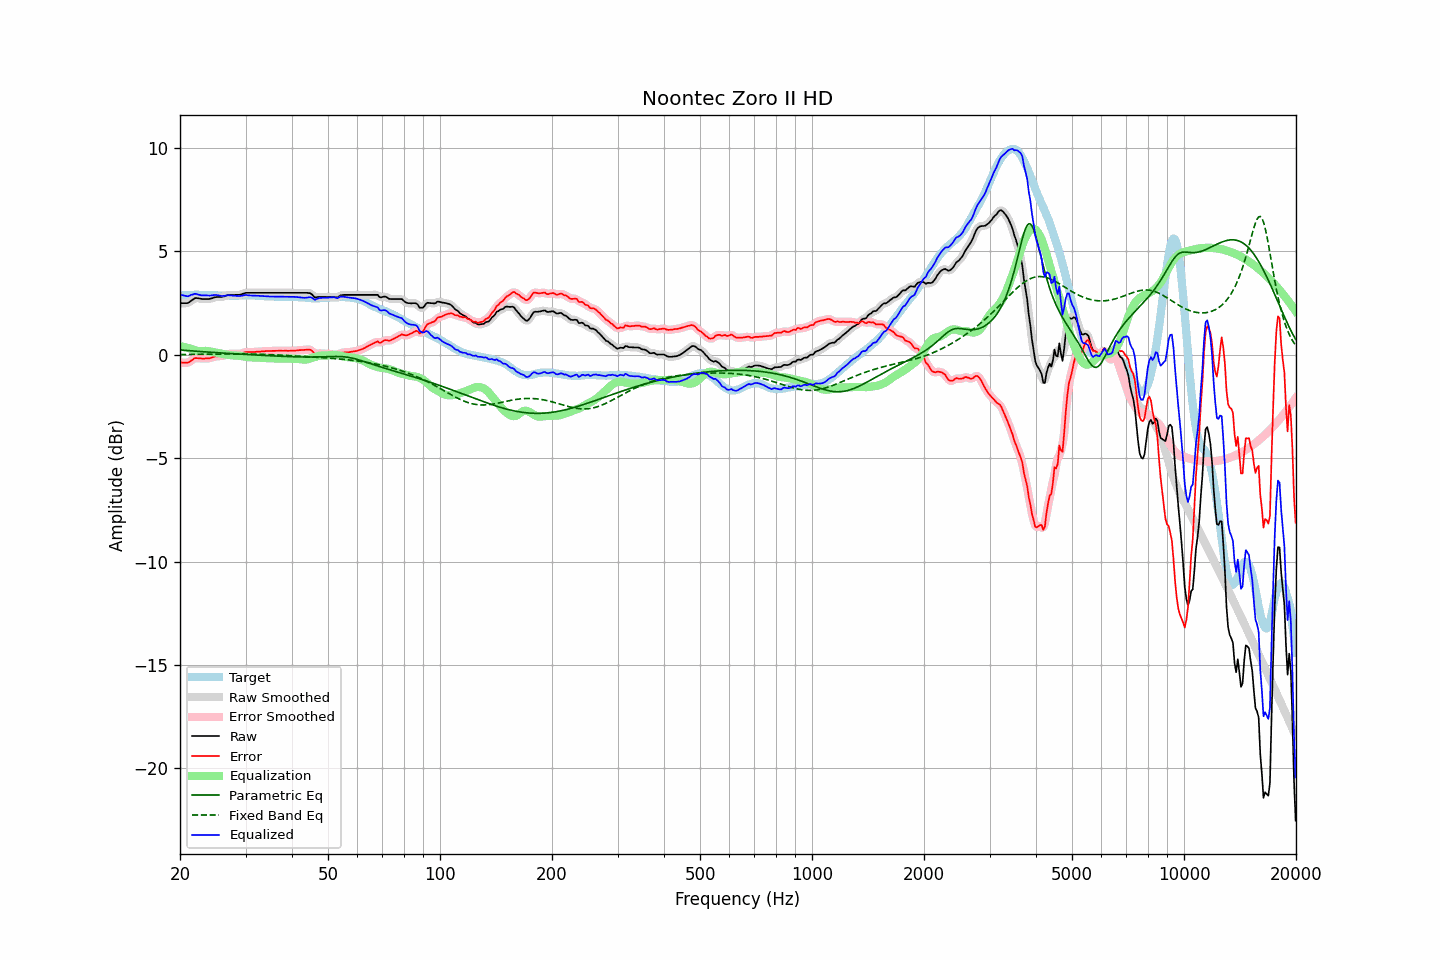 Noontec Zoro II HD
Amplitude (dBr)
10
5
0
−5
−10
−15
−20
Target
Raw Smoothed
Error Smoothed
Raw
Error
Equalization
Parametric Eq
Fixed Band Eq
Equalized
20 50 100 200 500 1000 2000 5000 10000 20000
Frequency (Hz)